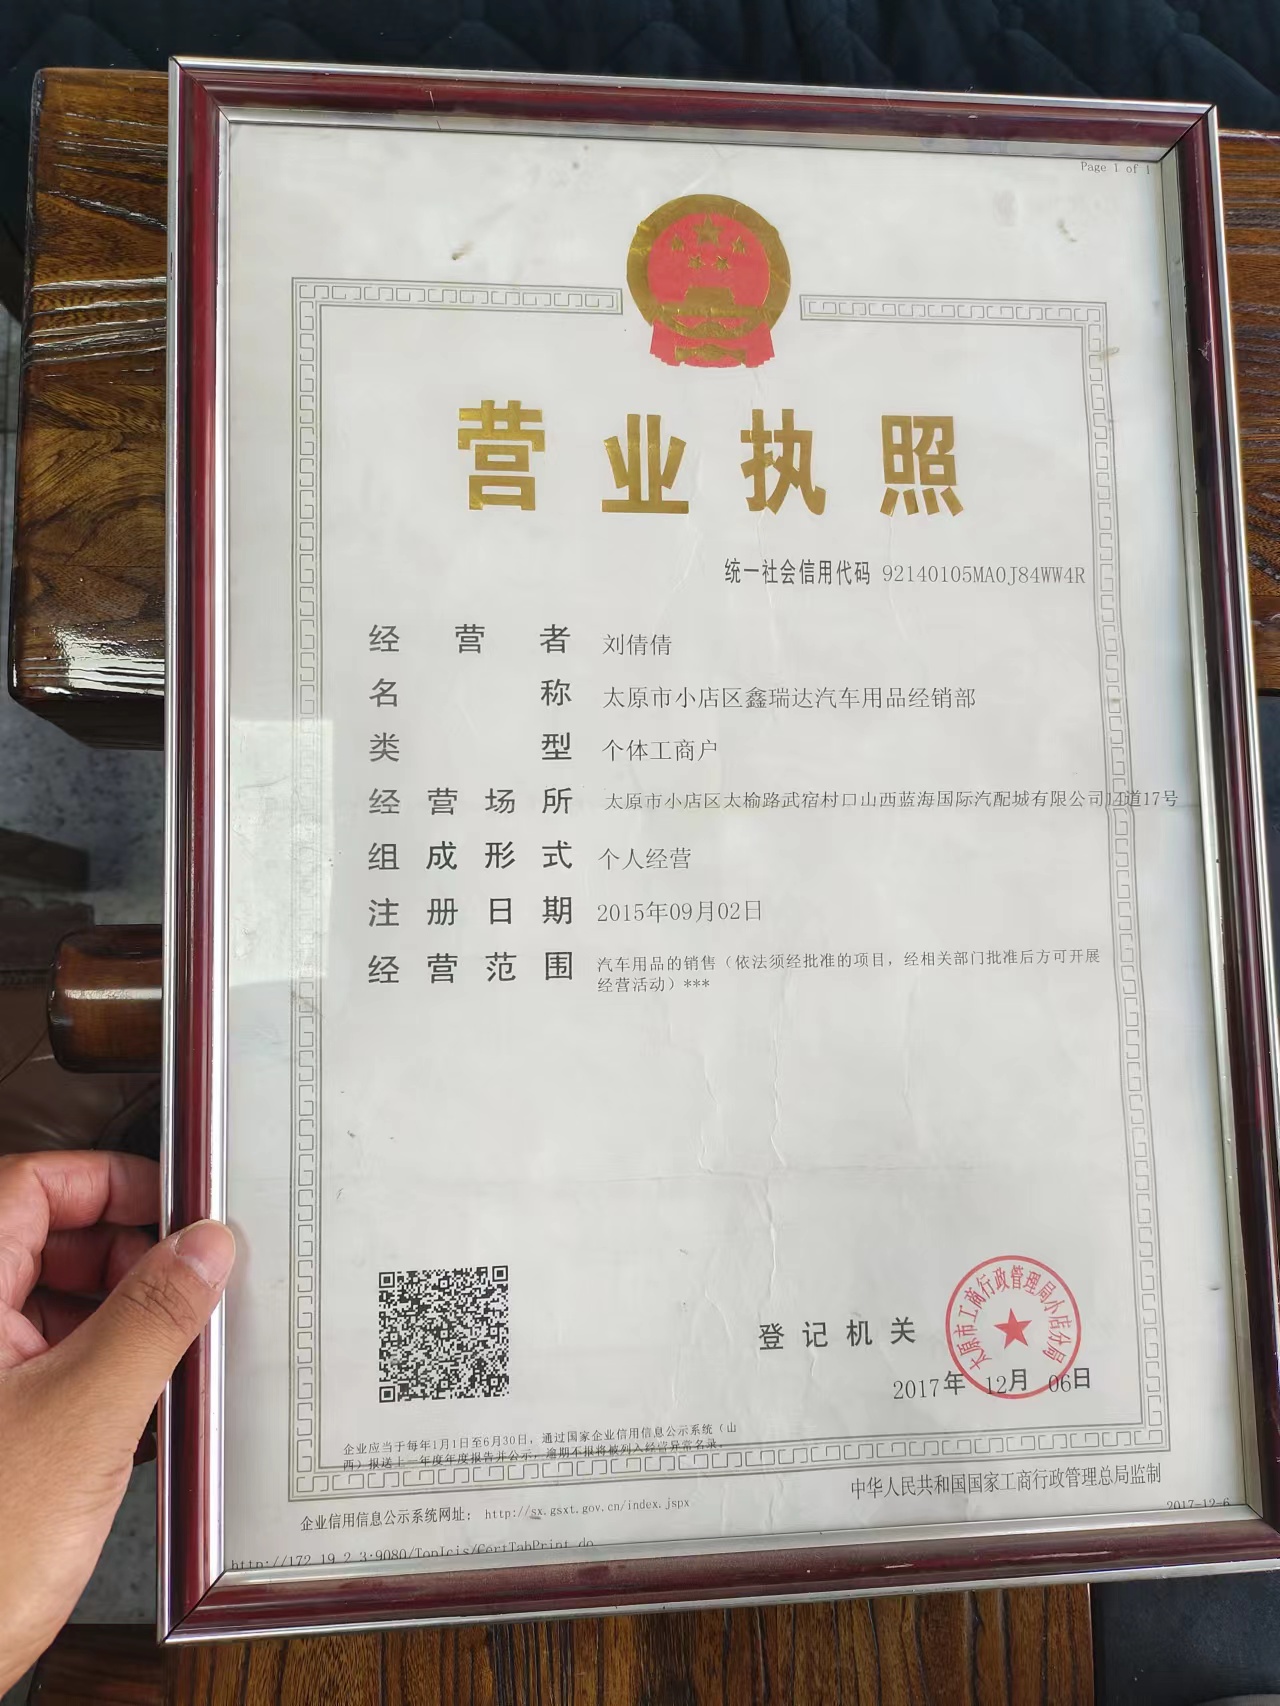 Page 1 of 1
营业执照
统一社会信用代码 92140105MA0J84WW4R
经营者 刘倩倩
名称 太原市小店区鑫瑞达汽车用品经销部
类型 个体工商户
经营场所 太原市小店区太榆路武宿村口山西蓝海国际汽配城有限公司14道17号
组成形式 个人经营
注册日期 2015年09月02日
经营范围 汽车用品的销售（依法须经批准的项目，经相关部门批准后方可开展
经营活动）***
太原市工商行政管理局小店分局
登记机关
2017年 12月 06日
企业应当于每年1月1日至6月30日，通过国家企业信用信息公示系统（山
西）报送上一年度年度报告并公示，逾期不报将被列入经营异常名录。
中华人民共和国国家工商行政管理总局监制
企业信用信息公示系统网址： http://sx.gsxt.gov.cn/index.jspx
2017-12-6
http://172.19.2.3:9080/TopIcis/CertTabPrint.do